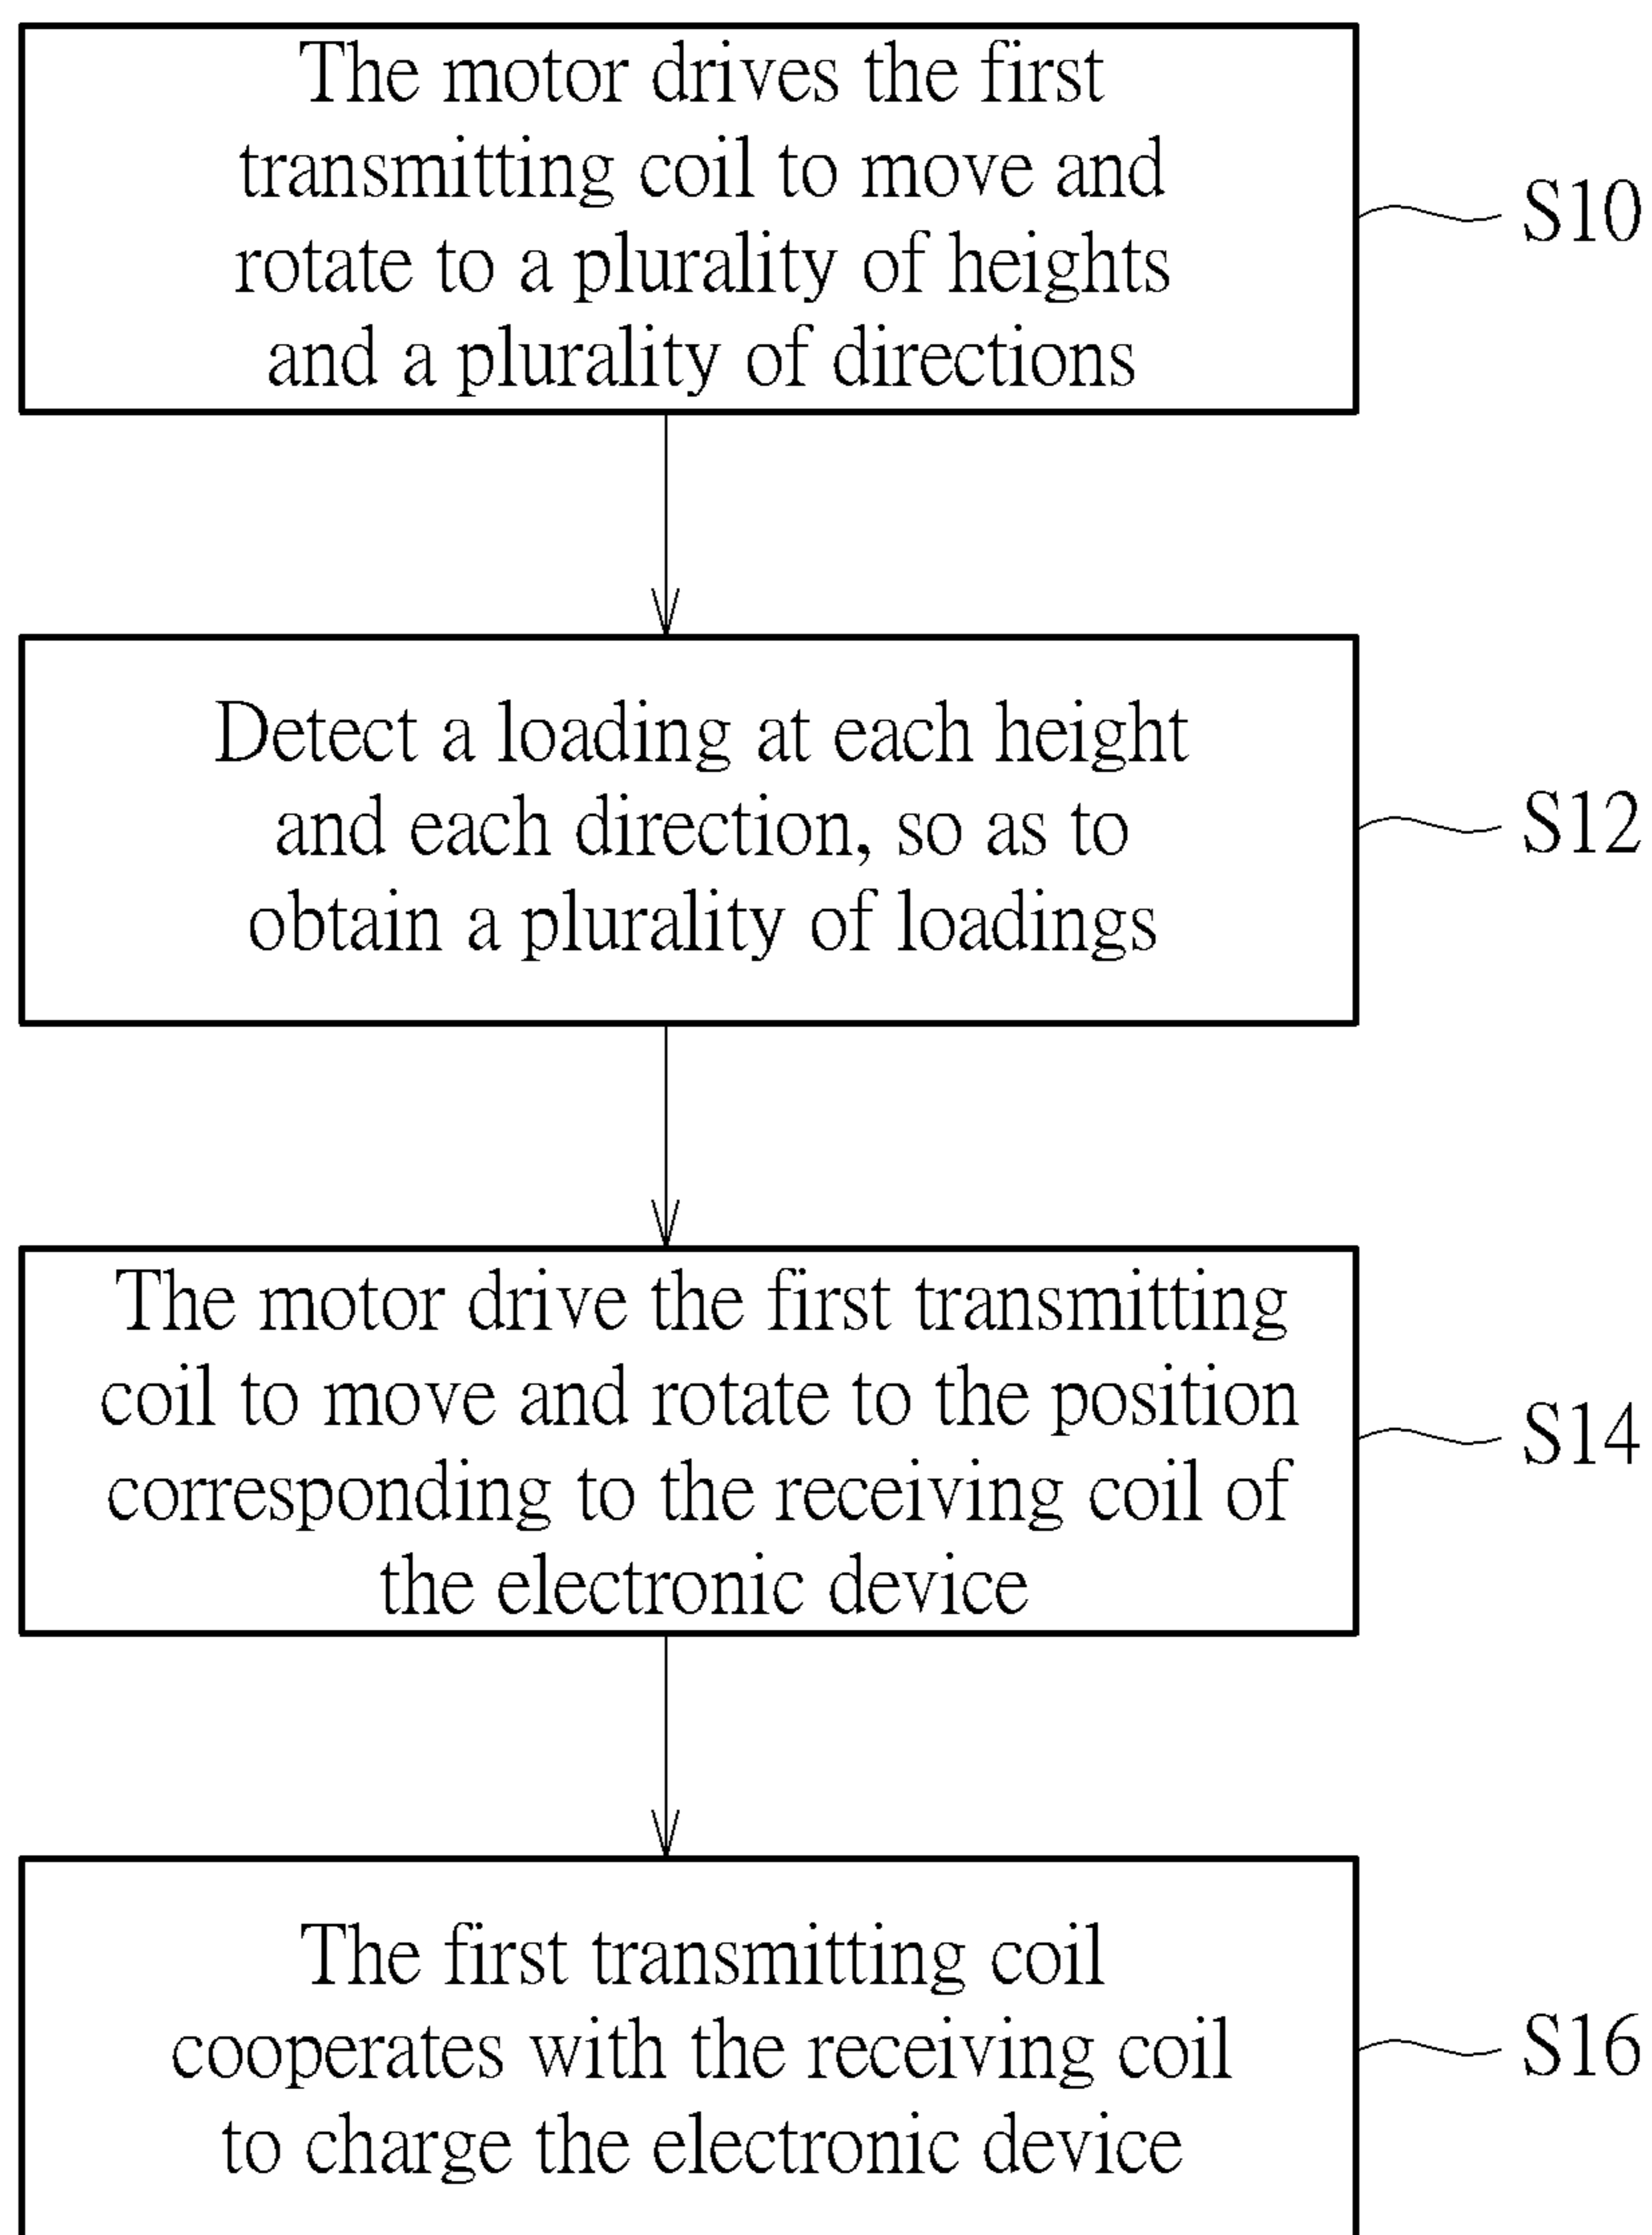 The motor drives the first
transmitting coil to move and
rotate to a plurality of heights
and a plurality of directions
S10
Detect a loading at each height
and each direction, so as to
obtain a plurality of loadings
S12
The motor drive the first transmitting
coil to move and rotate to the position
corresponding to the receiving coil of
the electronic device
S14
The first transmitting coil
cooperates with the receiving coil
to charge the electronic device
S16